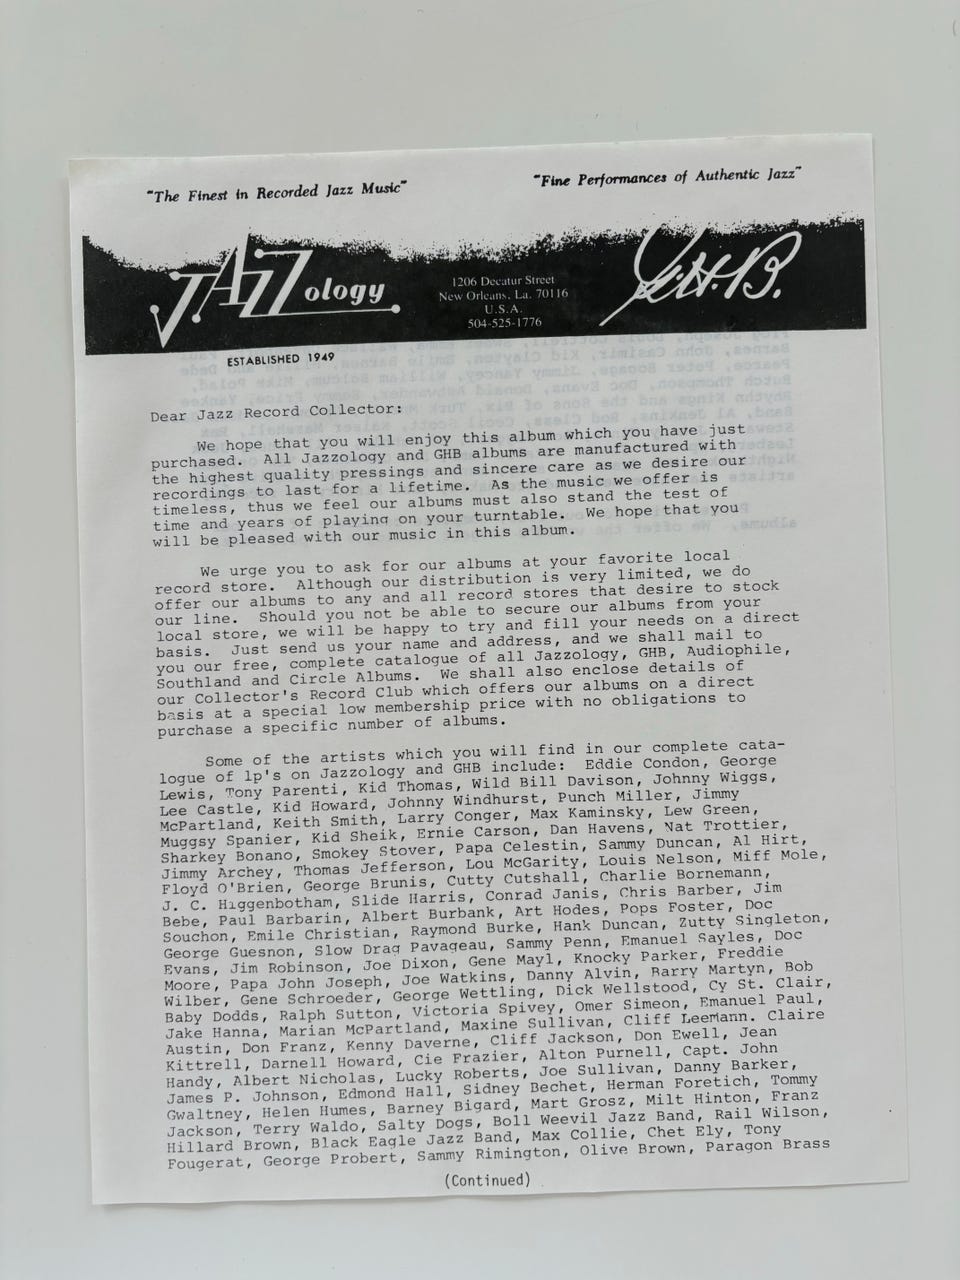 "The Finest in Recorded Jazz Music"
"Fine Performances of Authentic Jazz"
JAZZology
1206 Decatur Street
New Orleans, La. 70116
U.S.A.
504-525-1776
G.H.B.
ESTABLISHED 1949
Dear Jazz Record Collector:
We hope that you will enjoy this album which you have just
purchased. All Jazzology and GHB albums are manufactured with
the highest quality pressings and sincere care as we desire our
recordings to last for a lifetime. As the music we offer is
timeless, thus we feel our albums must also stand the test of
time and years of playing on your turntable. We hope that you
will be pleased with our music in this album.
We urge you to ask for our albums at your favorite local
record store. Although our distribution is very limited, we do
offer our albums to any and all record stores that desire to stock
our line. Should you not be able to secure our albums from your
local store, we will be happy to try and fill your needs on a direct
basis. Just send us your name and address, and we shall mail to
you our free, complete catalogue of all Jazzology, GHB, Audiophile,
Southland and Circle Albums. We shall also enclose details of
our Collector's Record Club which offers our albums on a direct
basis at a special low membership price with no obligations to
purchase a specific number of albums.
Some of the artists which you will find in our complete cata-
logue of lp's on Jazzology and GHB include: Eddie Condon, George
Lewis, Tony Parenti, Kid Thomas, Wild Bill Davison, Johnny Wiggs,
Lee Castle, Kid Howard, Johnny Windhurst, Punch Miller, Jimmy
McPartland, Keith Smith, Larry Conger, Max Kaminsky, Lew Green,
Muggsy Spanier, Kid Sheik, Ernie Carson, Dan Havens, Nat Trottier,
Sharkey Bonano, Smokey Stover, Papa Celestin, Sammy Duncan, Al Hirt,
Jimmy Archey, Thomas Jefferson, Lou McGarity, Louis Nelson, Miff Mole,
Floyd O'Brien, George Brunis, Cutty Cutshall, Charlie Bornemann,
J. C. Higgenbotham, Slide Harris, Conrad Janis, Chris Barber, Jim
Bebe, Paul Barbarin, Albert Burbank, Art Hodes, Pops Foster, Doc
Souchon, Emile Christian, Raymond Burke, Hank Duncan, Zutty Singleton,
George Guesnon, Slow Drag Pavageau, Sammy Penn, Emanuel Sayles, Doc
Evans, Jim Robinson, Joe Dixon, Gene Mayl, Knocky Parker, Freddie
Moore, Papa John Joseph, Joe Watkins, Danny Alvin, Barry Martyn, Bob
Wilber, Gene Schroeder, George Wettling, Dick Wellstood, Cy St. Clair,
Baby Dodds, Ralph Sutton, Victoria Spivey, Omer Simeon, Emanuel Paul,
Jake Hanna, Marian McPartland, Maxine Sullivan, Cliff Leemann. Claire
Austin, Don Franz, Kenny Daverne, Cliff Jackson, Don Ewell, Jean
Kittrell, Darnell Howard, Cie Frazier, Alton Purnell, Capt. John
Handy, Albert Nicholas, Lucky Roberts, Joe Sullivan, Danny Barker,
James P. Johnson, Edmond Hall, Sidney Bechet, Herman Foretich, Tommy
Gwaltney, Helen Humes, Barney Bigard, Mart Grosz, Milt Hinton, Franz
Jackson, Terry Waldo, Salty Dogs, Boll Weevil Jazz Band, Rail Wilson,
Hillard Brown, Black Eagle Jazz Band, Max Collie, Chet Ely, Tony
Fougerat, George Probert, Sammy Rimington, Olive Brown, Paragon Brass
(Continued)